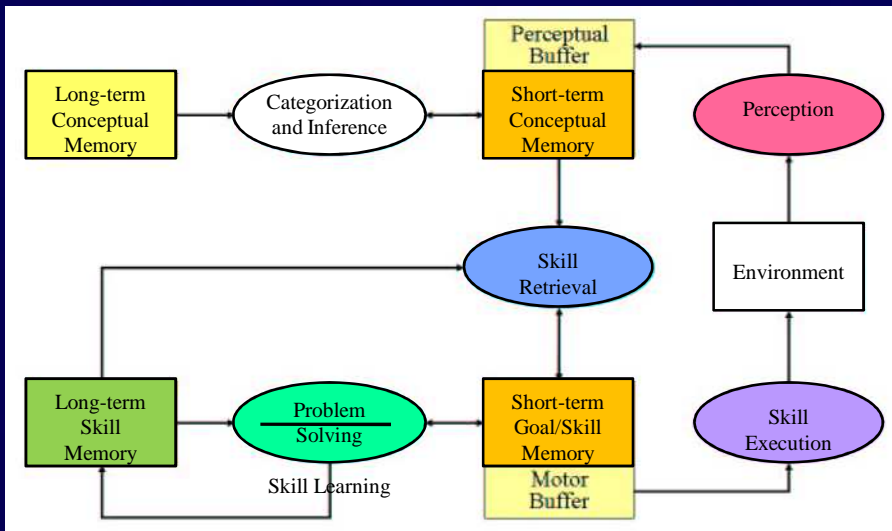 Perceptual
Buffer
Long-term
Conceptual
Memory
Categorization
and Inference
Short-term
Conceptual
Memory
Perception
Skill
Retrieval
Environment
Long-term
Skill
Memory
Problem
Solving
Short-term
Goal/Skill
Memory
Skill
Execution
Skill Learning
Motor
Buffer